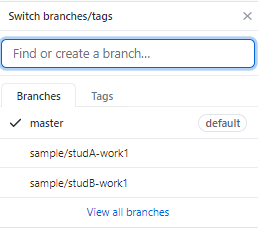 Switch branches/tags
Find or create a branch...
Branches Tags
master default
sample/studA-work1
sample/studB-work1
View all branches